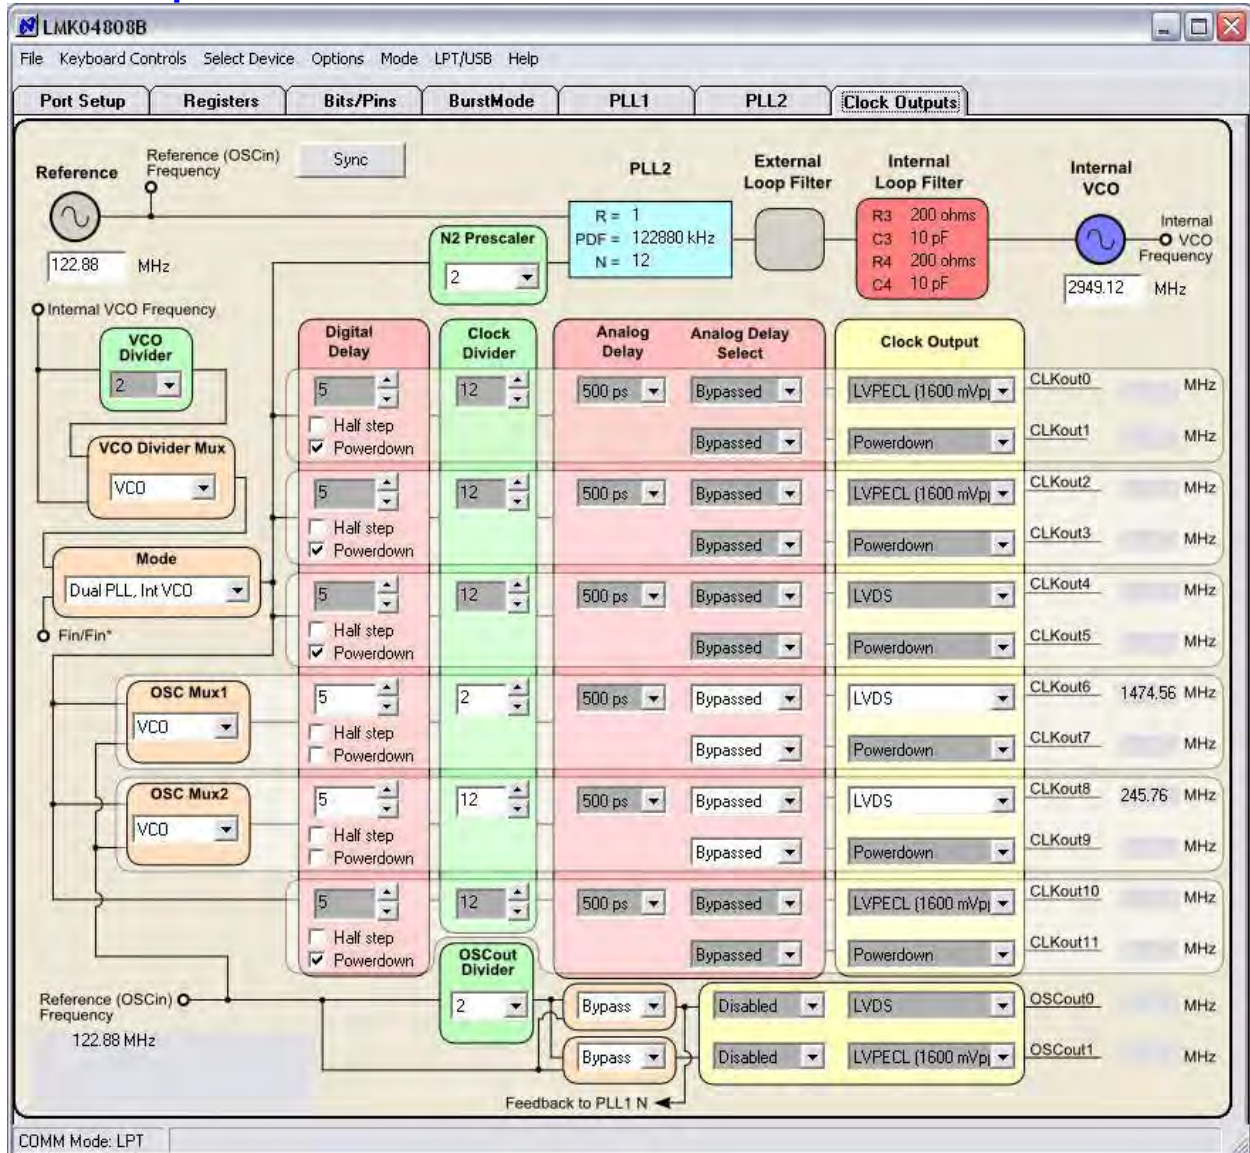 LMK04808B
File Keyboard Controls Select Device Options Mode LPT/USB Help
Port Setup Registers Bits/Pins BurstMode PLL1 PLL2 Clock Outputs
Reference
Reference (OSCin)
Frequency
Sync
122.88 MHz
N2 Prescaler
2
PLL2
R = 1
PDF = 122880 kHz
N = 12
External
Loop Filter
Internal
Loop Filter
R3 200 ohms
C3 10 pF
R4 200 ohms
C4 10 pF
Internal
VCO
Internal
VCO
Frequency
2949.12 MHz
Internal VCO Frequency
VCO
Divider
2
VCO Divider Mux
VCO
Mode
Dual PLL, Int VCO
Fin/Fin*
OSC Mux1
VCO
OSC Mux2
VCO
Digital
Delay
Clock
Divider
Analog
Delay
Analog Delay
Select
Clock Output
5 12 500 ps Bypassed LVPECL (1600 mVp CLKout0 MHz
Half step
Powerdown
Bypassed Powerdown CLKout1 MHz
5 12 500 ps Bypassed LVPECL (1600 mVp CLKout2 MHz
Half step
Powerdown
Bypassed Powerdown CLKout3 MHz
5 12 500 ps Bypassed LVDS CLKout4 MHz
Half step
Powerdown
Bypassed Powerdown CLKout5 MHz
5 2 500 ps Bypassed LVDS CLKout6 1474.56 MHz
Half step
Powerdown
Bypassed Powerdown CLKout7 MHz
5 12 500 ps Bypassed LVDS CLKout8 245.76 MHz
Half step
Powerdown
Bypassed Powerdown CLKout9 MHz
5 12 500 ps Bypassed LVPECL (1600 mVp CLKout10 MHz
Half step
Powerdown
Bypassed Powerdown CLKout11 MHz
OSCout
Divider
2
Reference (OSCin)
Frequency
122.88 MHz
Bypass Disabled LVDS OSCout0 MHz
Bypass Disabled LVPECL (1600 mVp OSCout1 MHz
Feedback to PLL1 N
COMM Mode: LPT